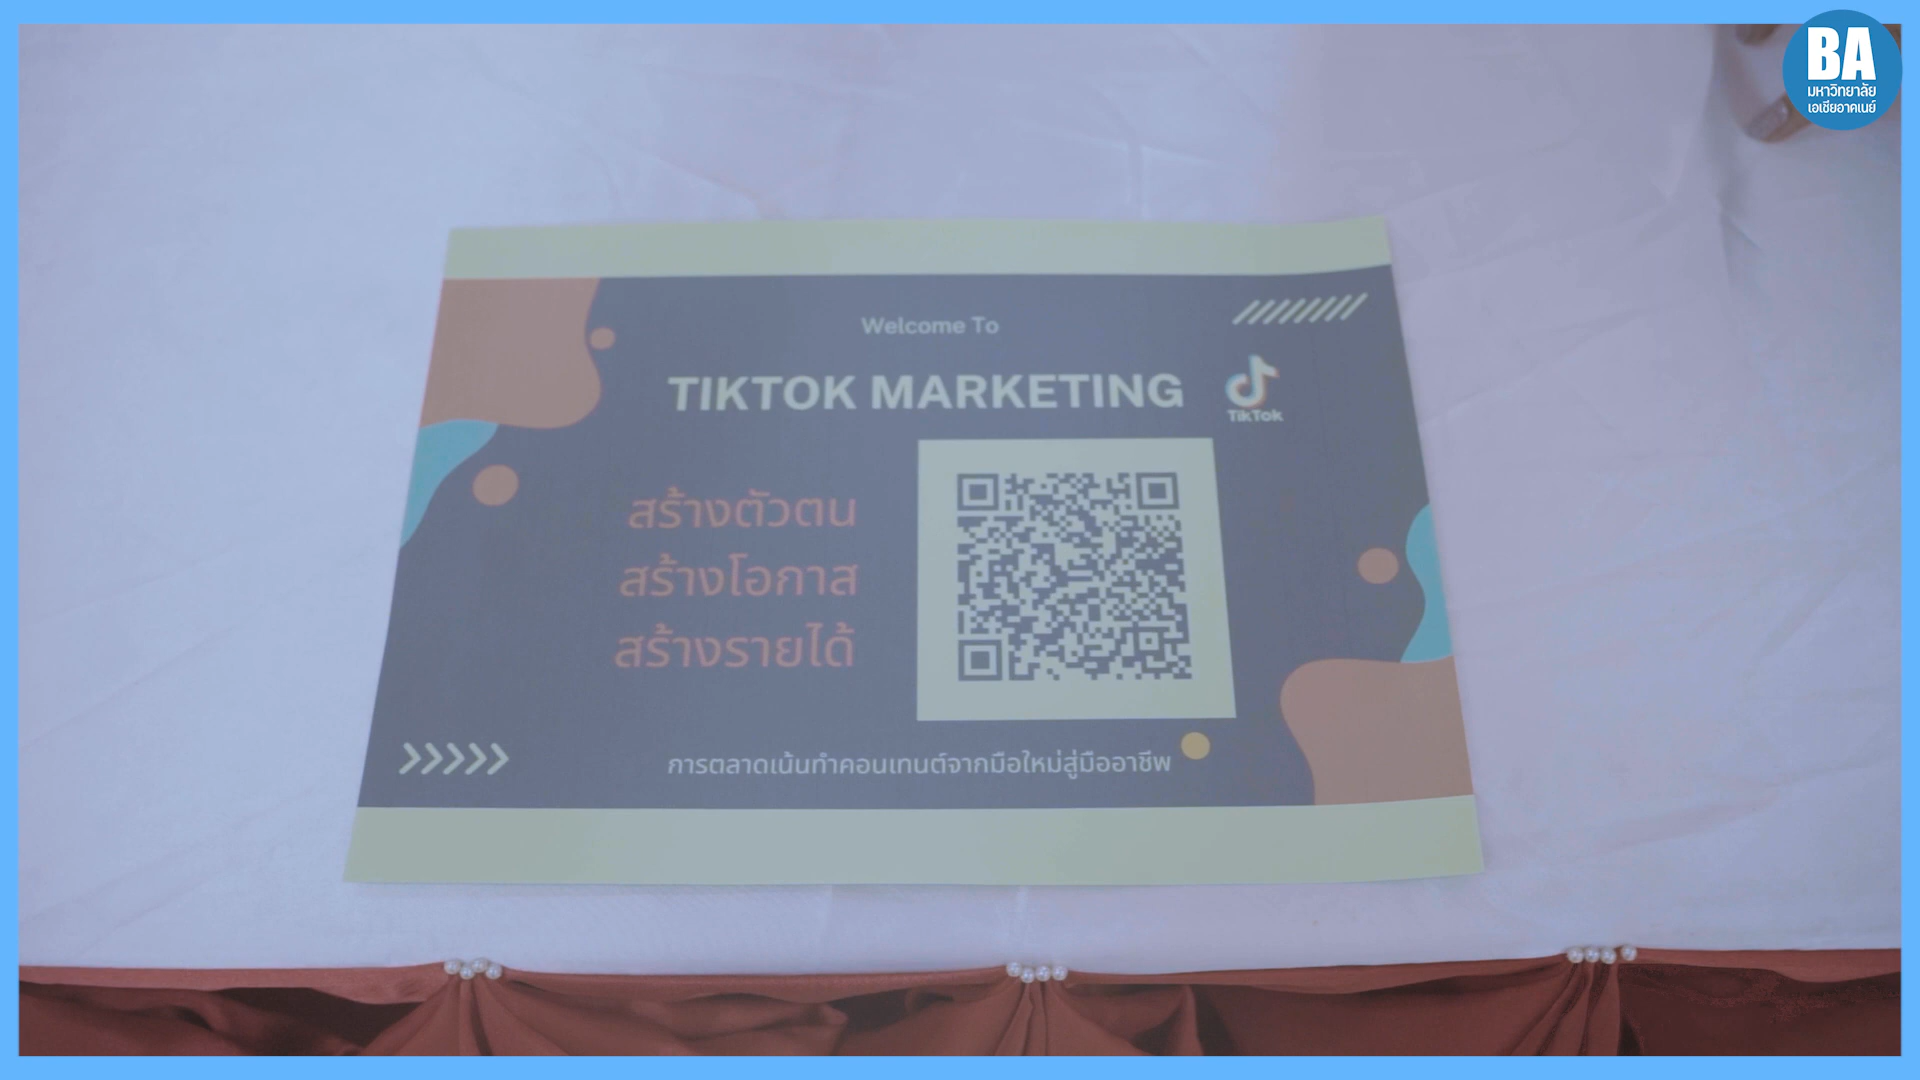 BA
มหาวิทยาลัย
เอเชียอาคเนย์
Welcome To
TIKTOK MARKETING
TikTok
สร้างตัวตน
สร้างโอกาส
สร้างรายได้
การตลาดเน้นทำคอนเทนต์จากมือใหม่สู่มืออาชีพ